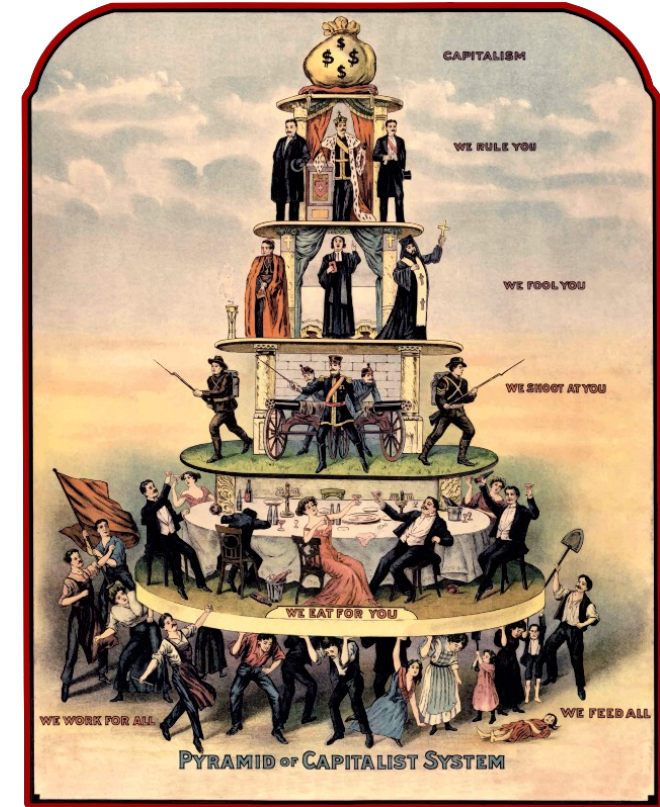 $ $ $ $
CAPITALISM
WE RULE YOU
WE FOOL YOU
WE SHOOT AT YOU
WE EAT FOR YOU
WE WORK FOR ALL
WE FEED ALL
PYRAMID OF CAPITALIST SYSTEM